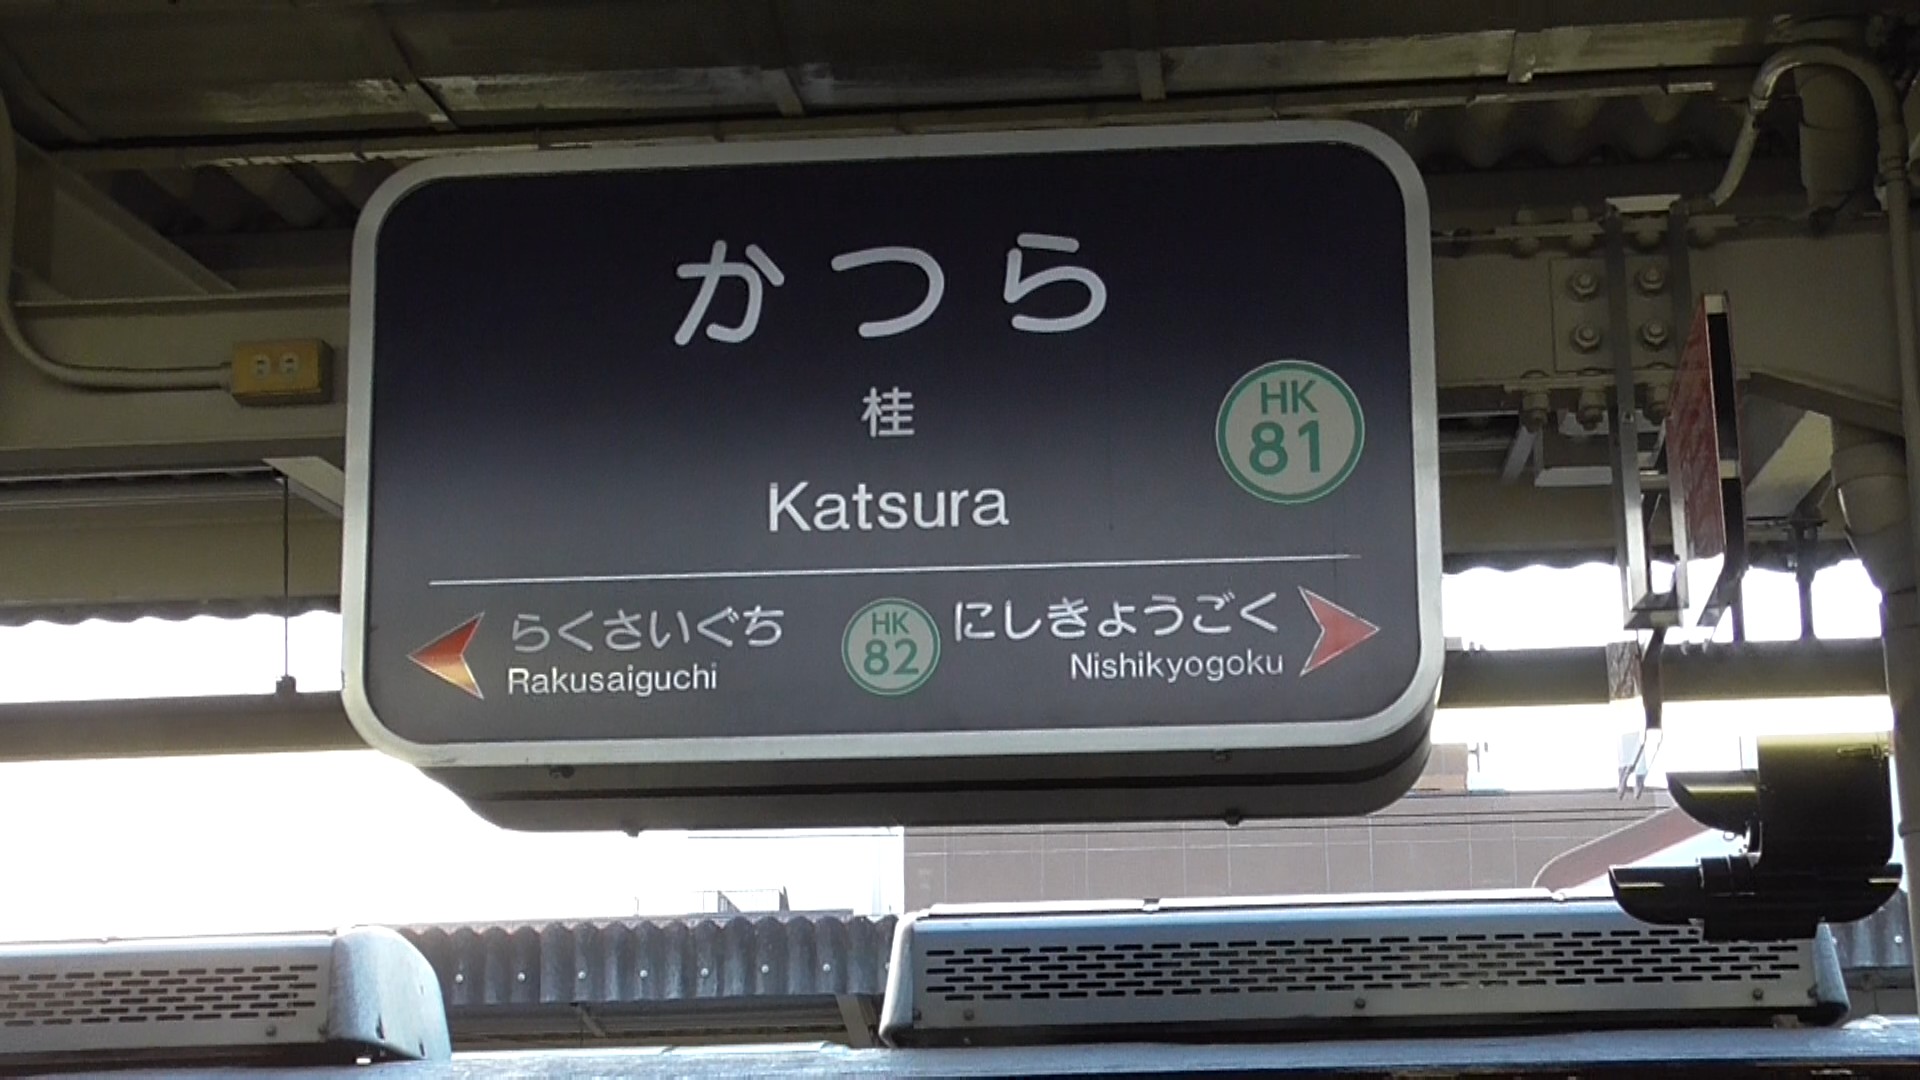 かつら
桂
HK
81
Katsura
らくさいぐち
Rakusaiguchi
HK
82
にしきょうごく
Nishikyogoku